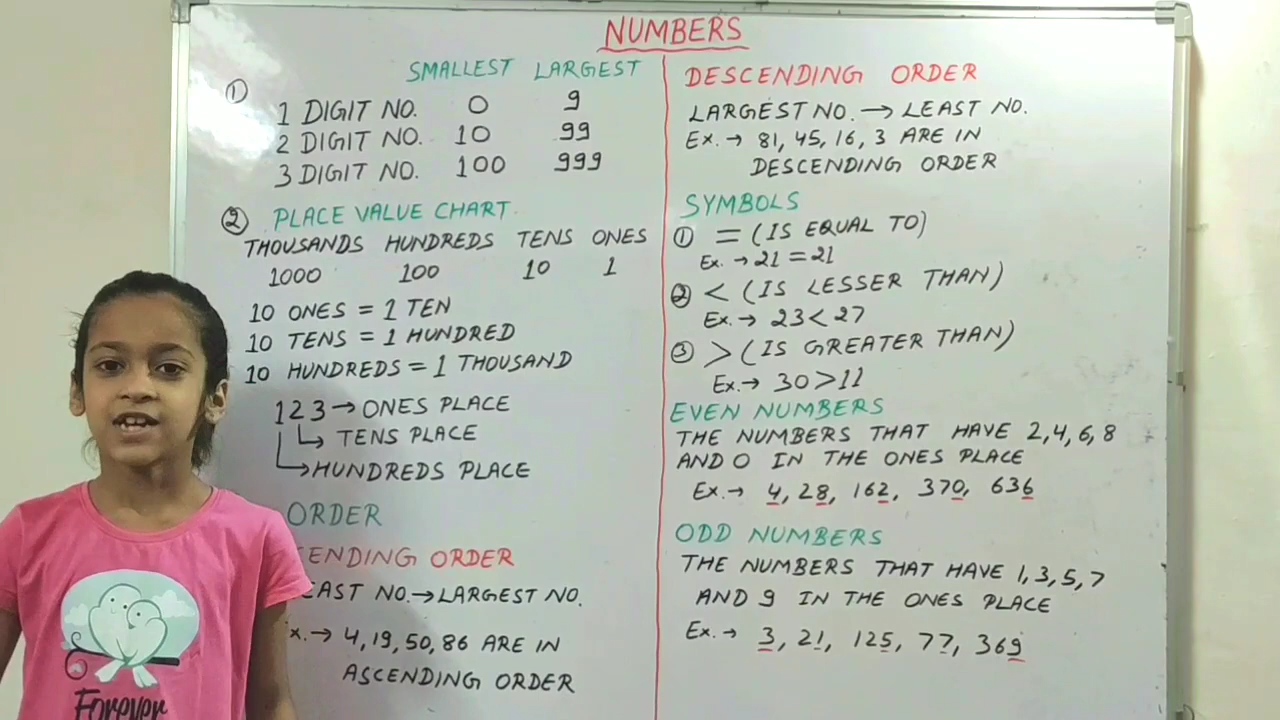 NUMBERS
① SMALLEST LARGEST
1 DIGIT NO. 0 9
2 DIGIT NO. 10 99
3 DIGIT NO. 100 999
② PLACE VALUE CHART
THOUSANDS HUNDREDS TENS ONES
1000 100 10 1
10 ONES = 1 TEN
10 TENS = 1 HUNDRED
10 HUNDREDS = 1 THOUSAND
123 → ONES PLACE
→ TENS PLACE
→ HUNDREDS PLACE
ORDER
CENDING ORDER
EAST NO. → LARGEST NO.
x. → 4, 19, 50, 86 ARE IN
ASCENDING ORDER
DESCENDING ORDER
LARGEST NO. → LEAST NO.
Ex. → 81, 45, 16, 3 ARE IN
DESCENDING ORDER
SYMBOLS
① = (IS EQUAL TO)
Ex. → 21 = 21
② < (IS LESSER THAN)
Ex. → 23 < 27
③ > (IS GREATER THAN)
Ex. → 30 > 11
EVEN NUMBERS
THE NUMBERS THAT HAVE 2, 4, 6, 8
AND 0 IN THE ONES PLACE
Ex. → 4, 28, 162, 370, 636
ODD NUMBERS
THE NUMBERS THAT HAVE 1, 3, 5, 7
AND 9 IN THE ONES PLACE
Ex. → 3, 21, 125, 77, 369
Forever